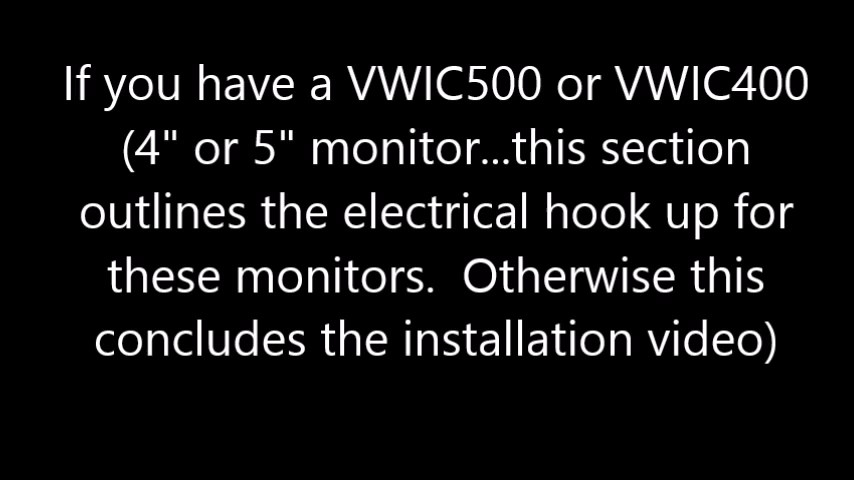 If you have a VWIC500 or VWIC400
(4" or 5" monitor...this section
outlines the electrical hook up for
these monitors.  Otherwise this
concludes the installation video)